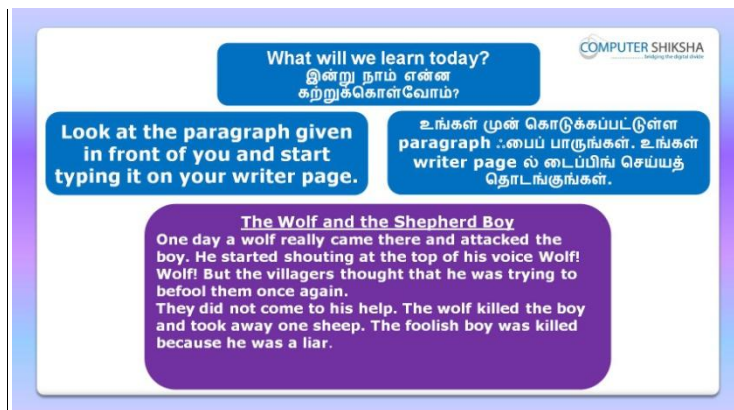 What will we learn today?
இன்று நாம் என்ன
கற்றுக்கொள்வோம்?
COMPUTER SHIKSHA
... bridging the digital divide
Look at the paragraph given
in front of you and start
typing it on your writer page.
உங்கள் முன் கொடுக்கப்பட்டுள்ள
paragraph ஃபைப் பாருங்கள். உங்கள்
writer page ல் டைப்பிங் செய்யத்
தொடங்குங்கள்.
The Wolf and the Shepherd Boy
One day a wolf really came there and attacked the
boy. He started shouting at the top of his voice Wolf!
Wolf! But the villagers thought that he was trying to
befool them once again.
They did not come to his help. The wolf killed the boy
and took away one sheep. The foolish boy was killed
because he was a liar.